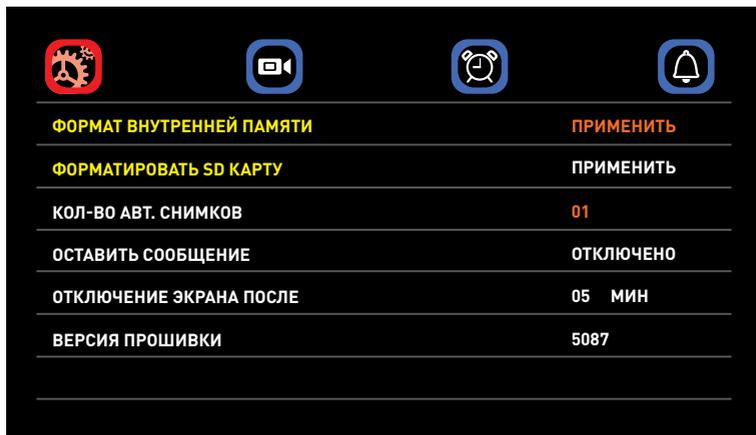 ФОРМАТ ВНУТРЕННЕЙ ПАМЯТИ ПРИМЕНИТЬ
ФОРМАТИРОВАТЬ SD КАРТУ ПРИМЕНИТЬ
КОЛ-ВО АВТ. СНИМКОВ 01
ОСТАВИТЬ СООБЩЕНИЕ ОТКЛЮЧЕНО
ОТКЛЮЧЕНИЕ ЭКРАНА ПОСЛЕ 05 МИН
ВЕРСИЯ ПРОШИВКИ 5087